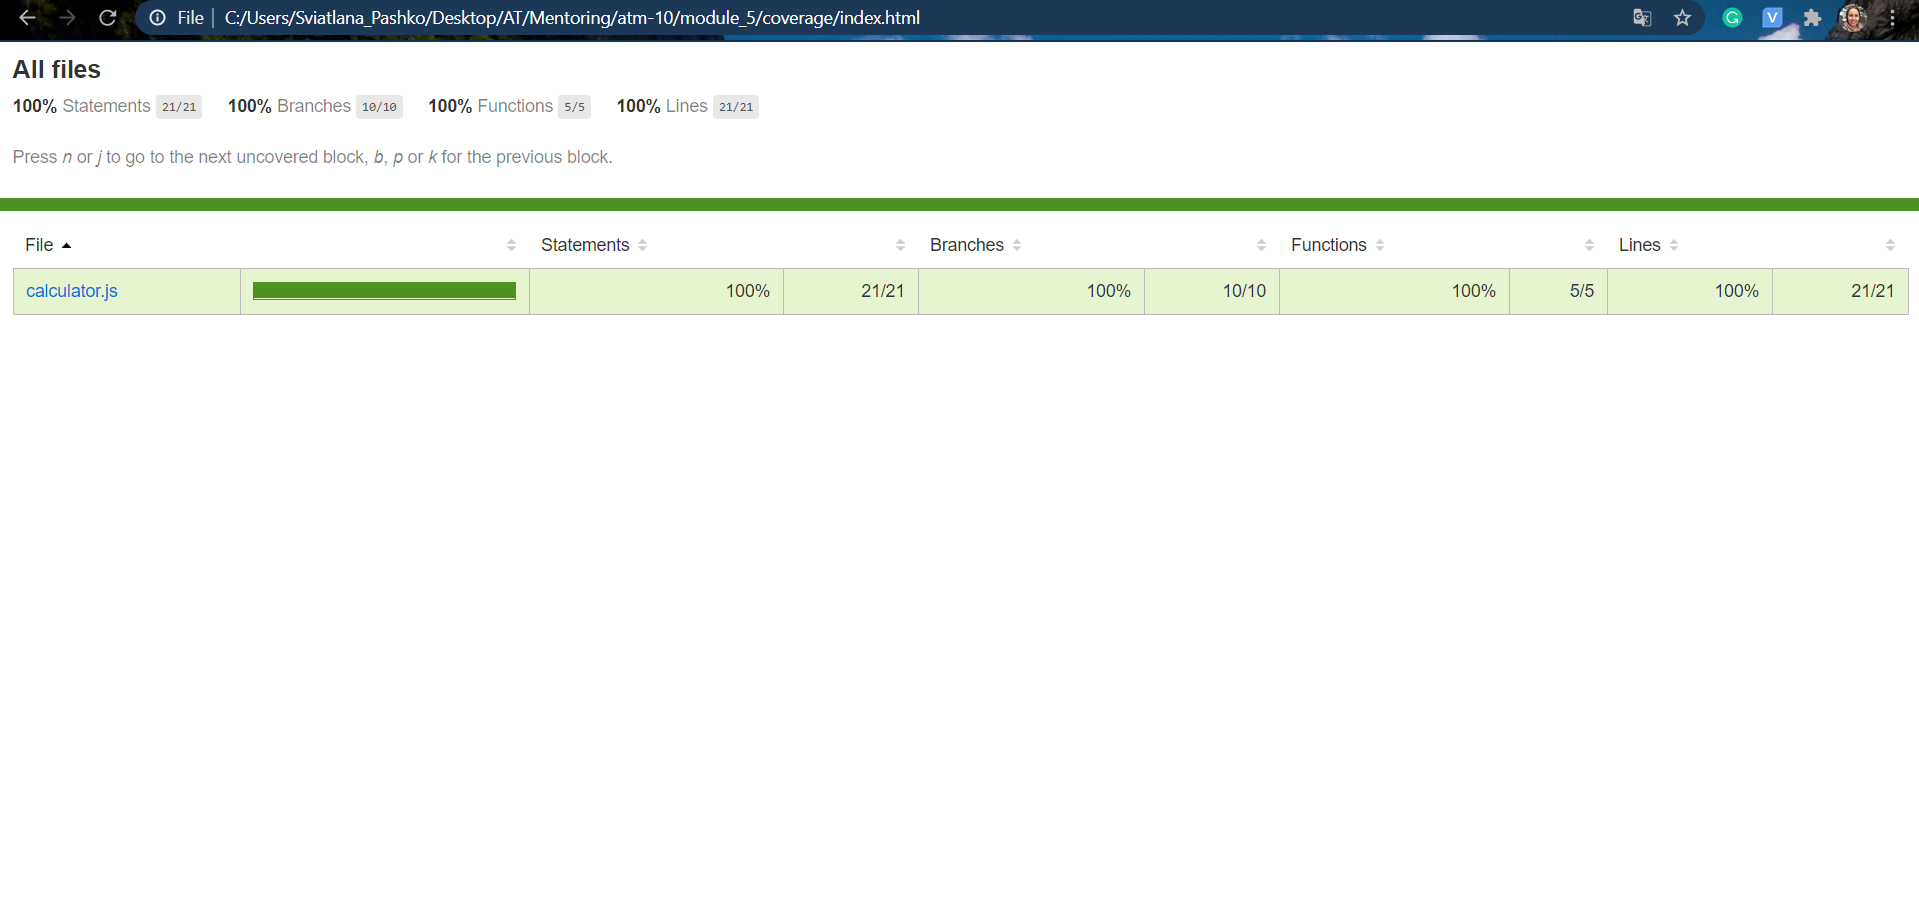 File C:/Users/Sviatlana_Pashko/Desktop/AT/Mentoring/atm-10/module_5/coverage/index.html G V
All files
100% Statements 21/21 100% Branches 10/10 100% Functions 5/5 100% Lines 21/21
Press n or j to go to the next uncovered block, b, p or k for the previous block.
File Statements Branches Functions Lines
calculator.js 100% 21/21 100% 10/10 100% 5/5 100% 21/21